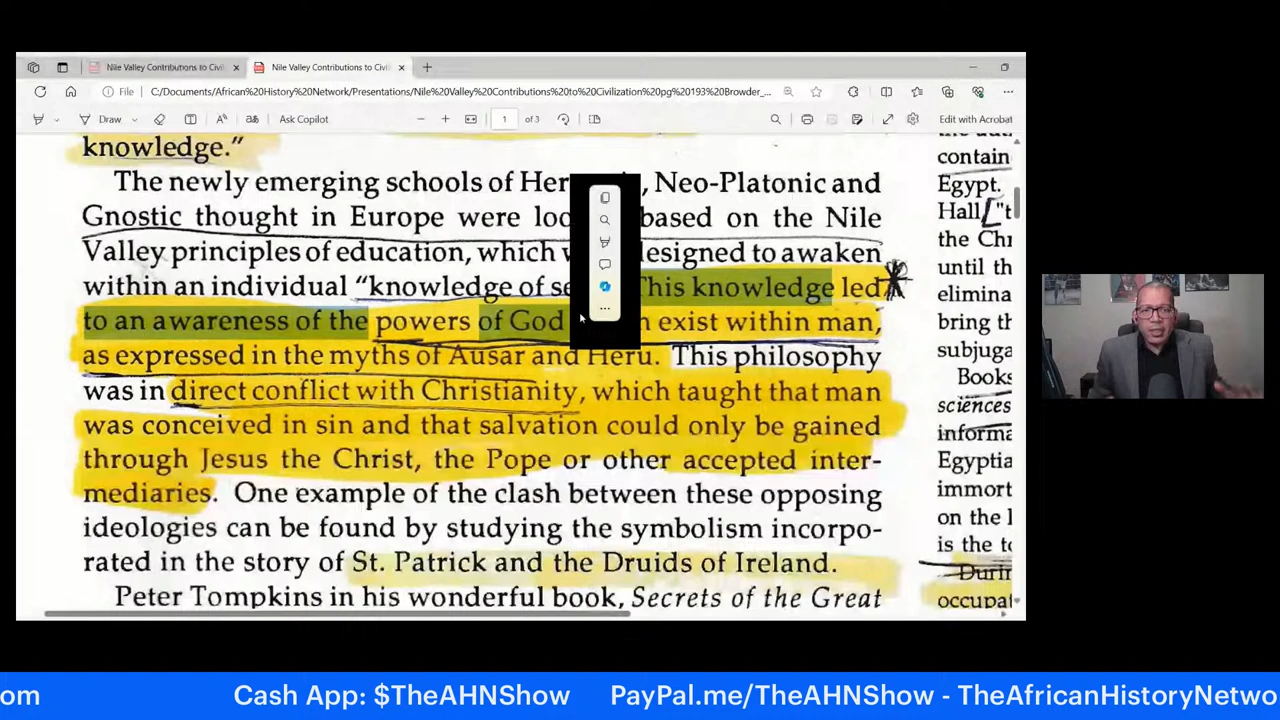 Nile Valley Contributions to Civi
Nile Valley Contributions to Civi
File
C:/Documents/African%20History%20Network/Presentations/Nile%20Valley%20Contributions%20to%20Civilization%20pg%20193%20Browder_...
Draw
Ask Copilot
1
of 3
Edit with Acrobat
knowledge."
The newly emerging schools of Her , Neo-Platonic and
Gnostic thought in Europe were loo based on the Nile
Valley principles of education, which w designed to awaken
within an individual "knowledge of se This knowledge led
to an awareness of the powers of God exist within man,
as expressed in the myths of Ausar and Heru. This philosophy
was in direct conflict with Christianity, which taught that man
was conceived in sin and that salvation could only be gained
through Jesus the Christ, the Pope or other accepted inter-
mediaries. One example of the clash between these opposing
ideologies can be found by studying the symbolism incorpo-
rated in the story of St. Patrick and the Druids of Ireland.
Peter Tompkins in his wonderful book, Secrets of the Great
contain
Egypt.
Hall, "t
the Chr
until th
elimina
bring th
subjuga
Books
sciences
informa
Egyptia
immort
on the
is the to
Durin
occupat
om
Cash App: $TheAHNShow
PayPal.me/TheAHNShow - TheAfricanHistoryNetwo